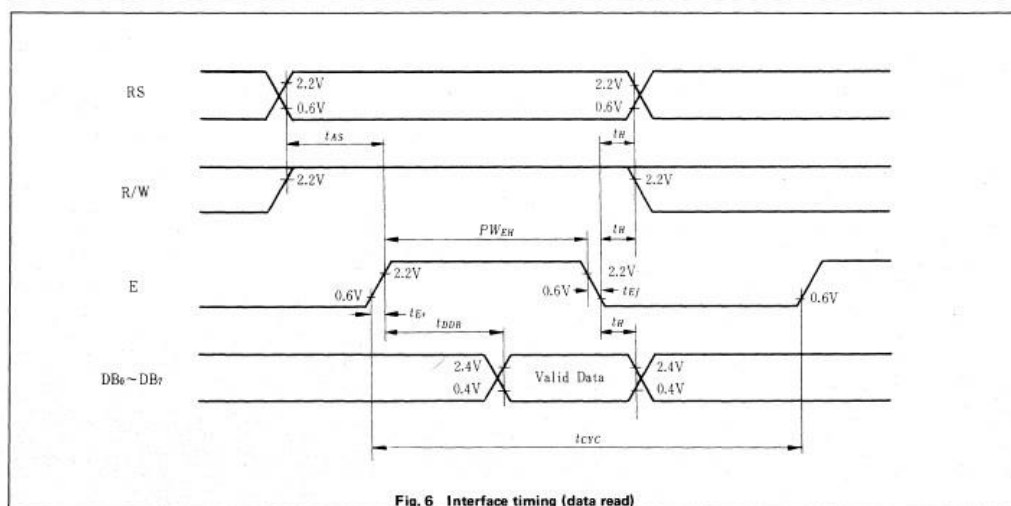 RS
2.2V
0.6V
2.2V
0.6V
tAS
tH
R/W
2.2V
2.2V
PWEH
tH
E
2.2V
0.6V
2.2V
0.6V
0.6V
tEr
tEf
tDDR
tH
DB0~DB7
2.4V
0.4V
Valid Data
2.4V
0.4V
tCYC
Fig. 6 Interface timing (data read)